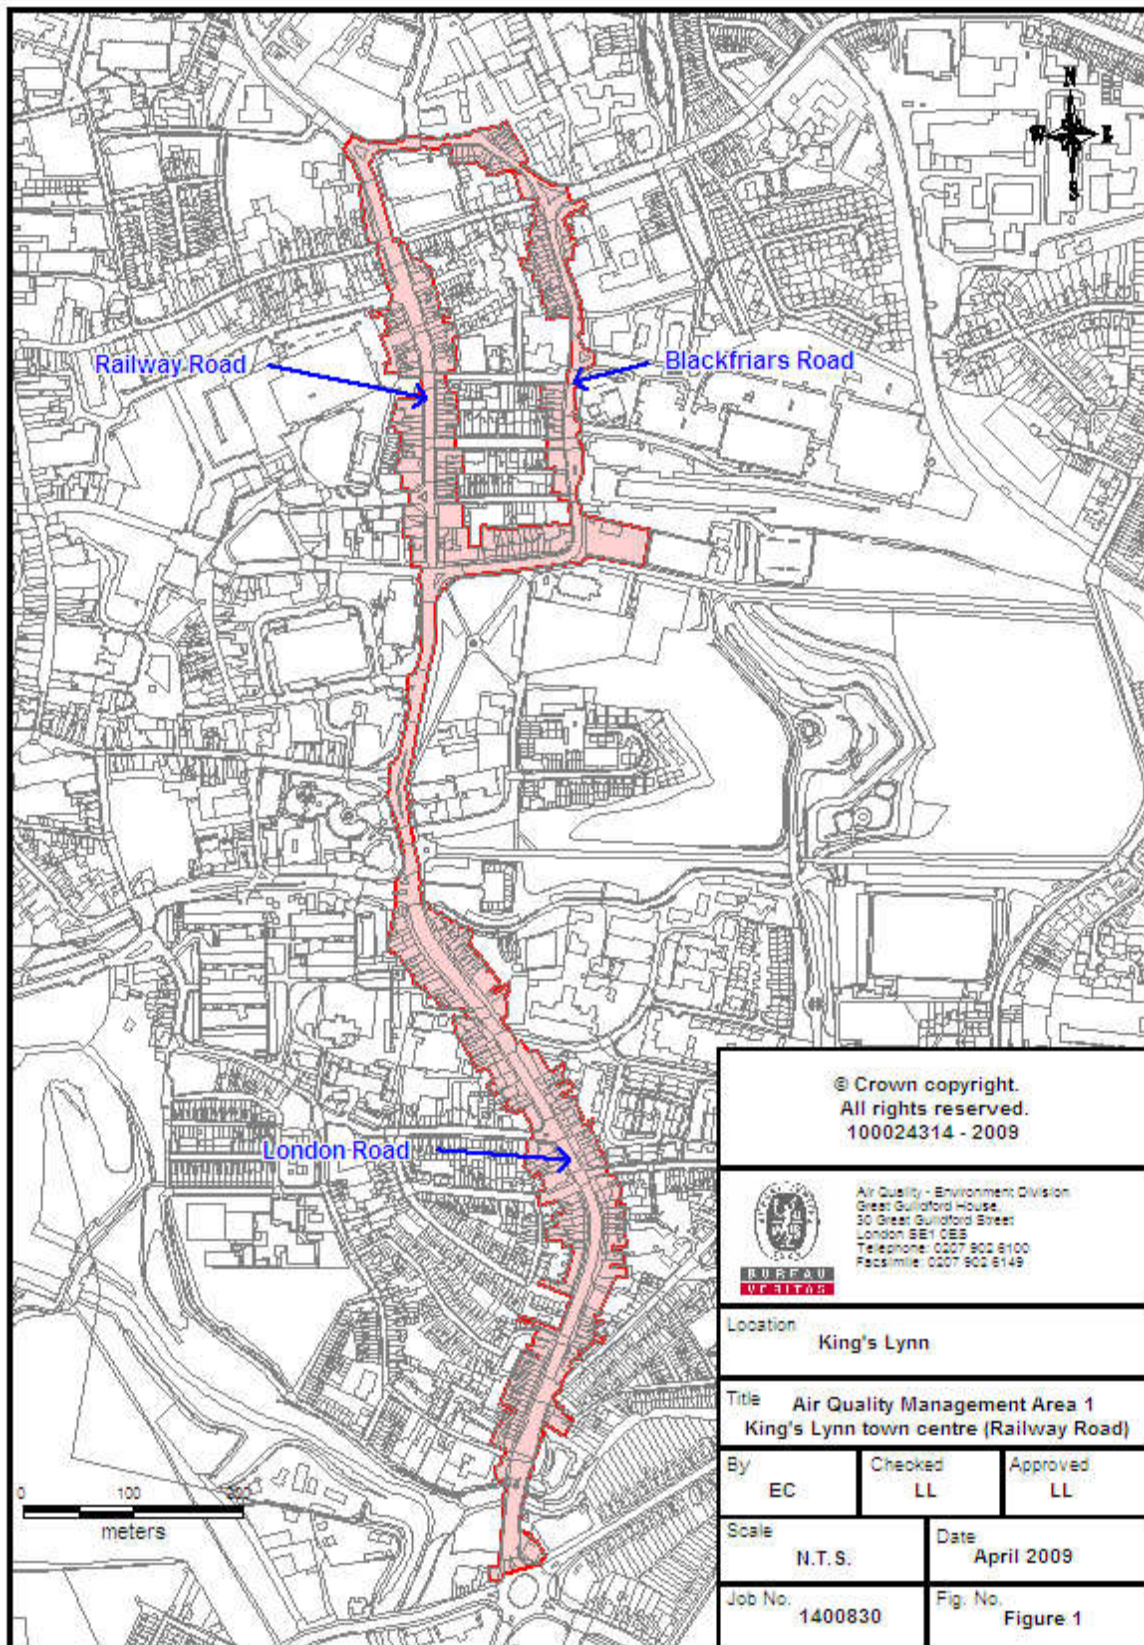 N
W
E
S
Railway Road
Blackfriars Road
London Road
0 100 200
meters
© Crown copyright.
All rights reserved.
100024314 - 2009
BUREAU
VERITAS
Air Quality - Environment Division
Great Guildford House,
30 Great Guildford Street
London SE1 0ES
Telephone: 0207 902 6100
Facsimile: 0207 902 6149
Location
King's Lynn
Title Air Quality Management Area 1
King's Lynn town centre (Railway Road)
By
EC
Checked
LL
Approved
LL
Scale
N.T.S.
Date
April 2009
Job No.
1400830
Fig. No.
Figure 1